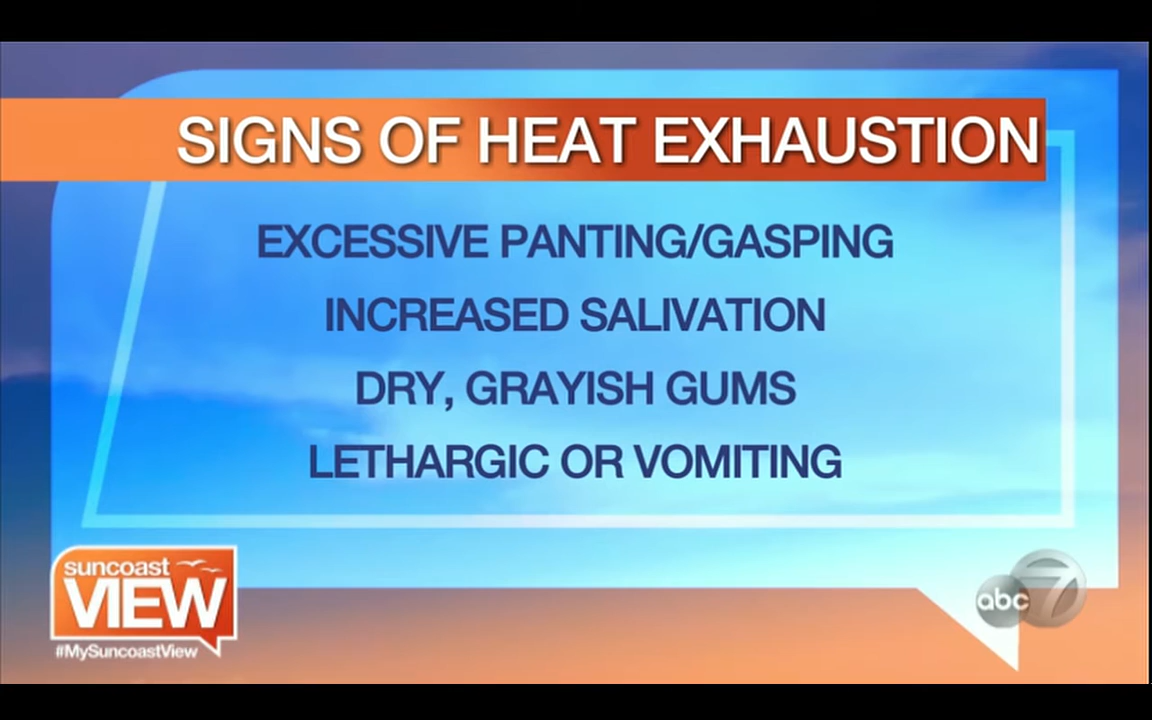 SIGNS OF HEAT EXHAUSTION
EXCESSIVE PANTING/GASPING
INCREASED SALIVATION
DRY, GRAYISH GUMS
LETHARGIC OR VOMITING
suncoast
VIEW
#MySuncoastView
abc 7